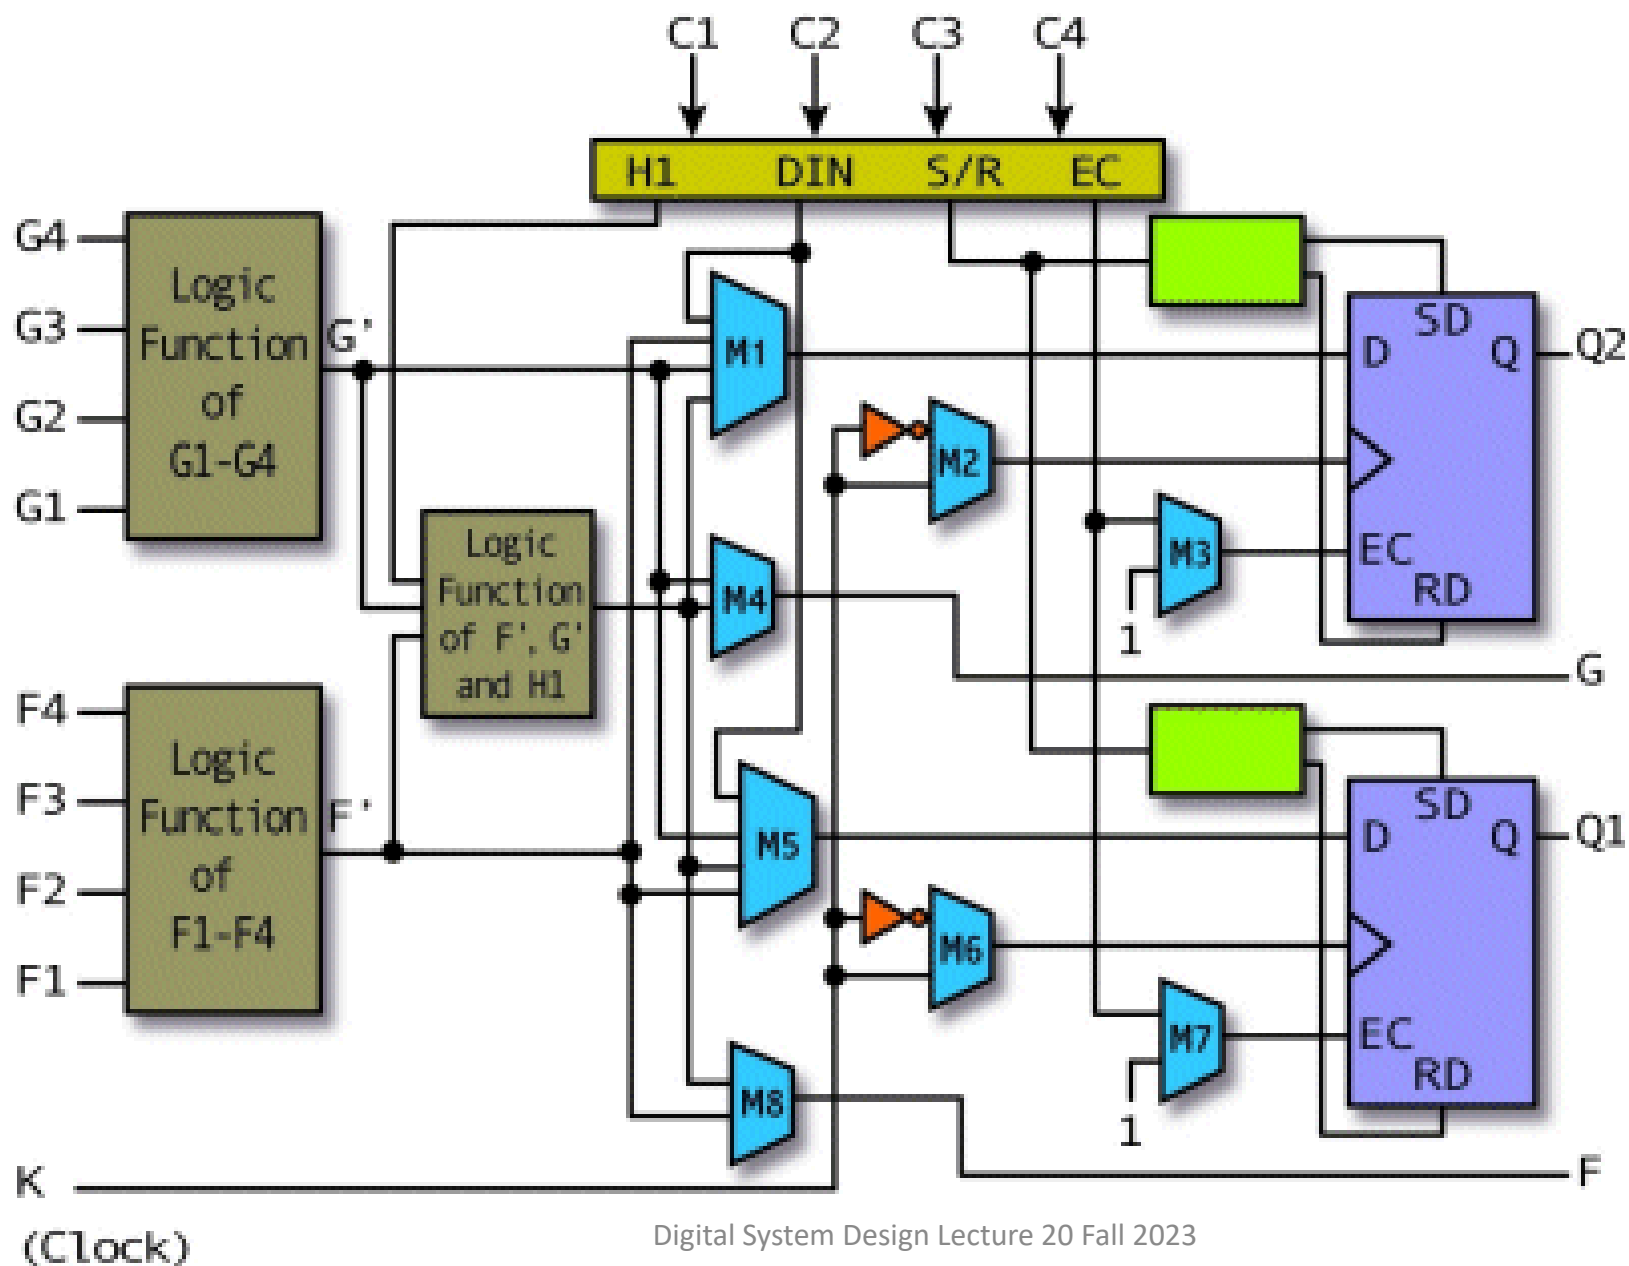 C1 C2 C3 C4
H1 DIN S/R EC
G4
G3
G2
G1
Logic
Function
of
G1-G4
G'
M1
SD
D Q
EC
RD
Q2
M2
M3
1
Logic
Function
of F', G'
and H1
M4
G
F4
F3
F2
F1
Logic
Function
of
F1-F4
F'
M5
SD
D Q
EC
RD
Q1
M6
M7
1
M8
F
K
(Clock)
Digital System Design Lecture 20 Fall 2023